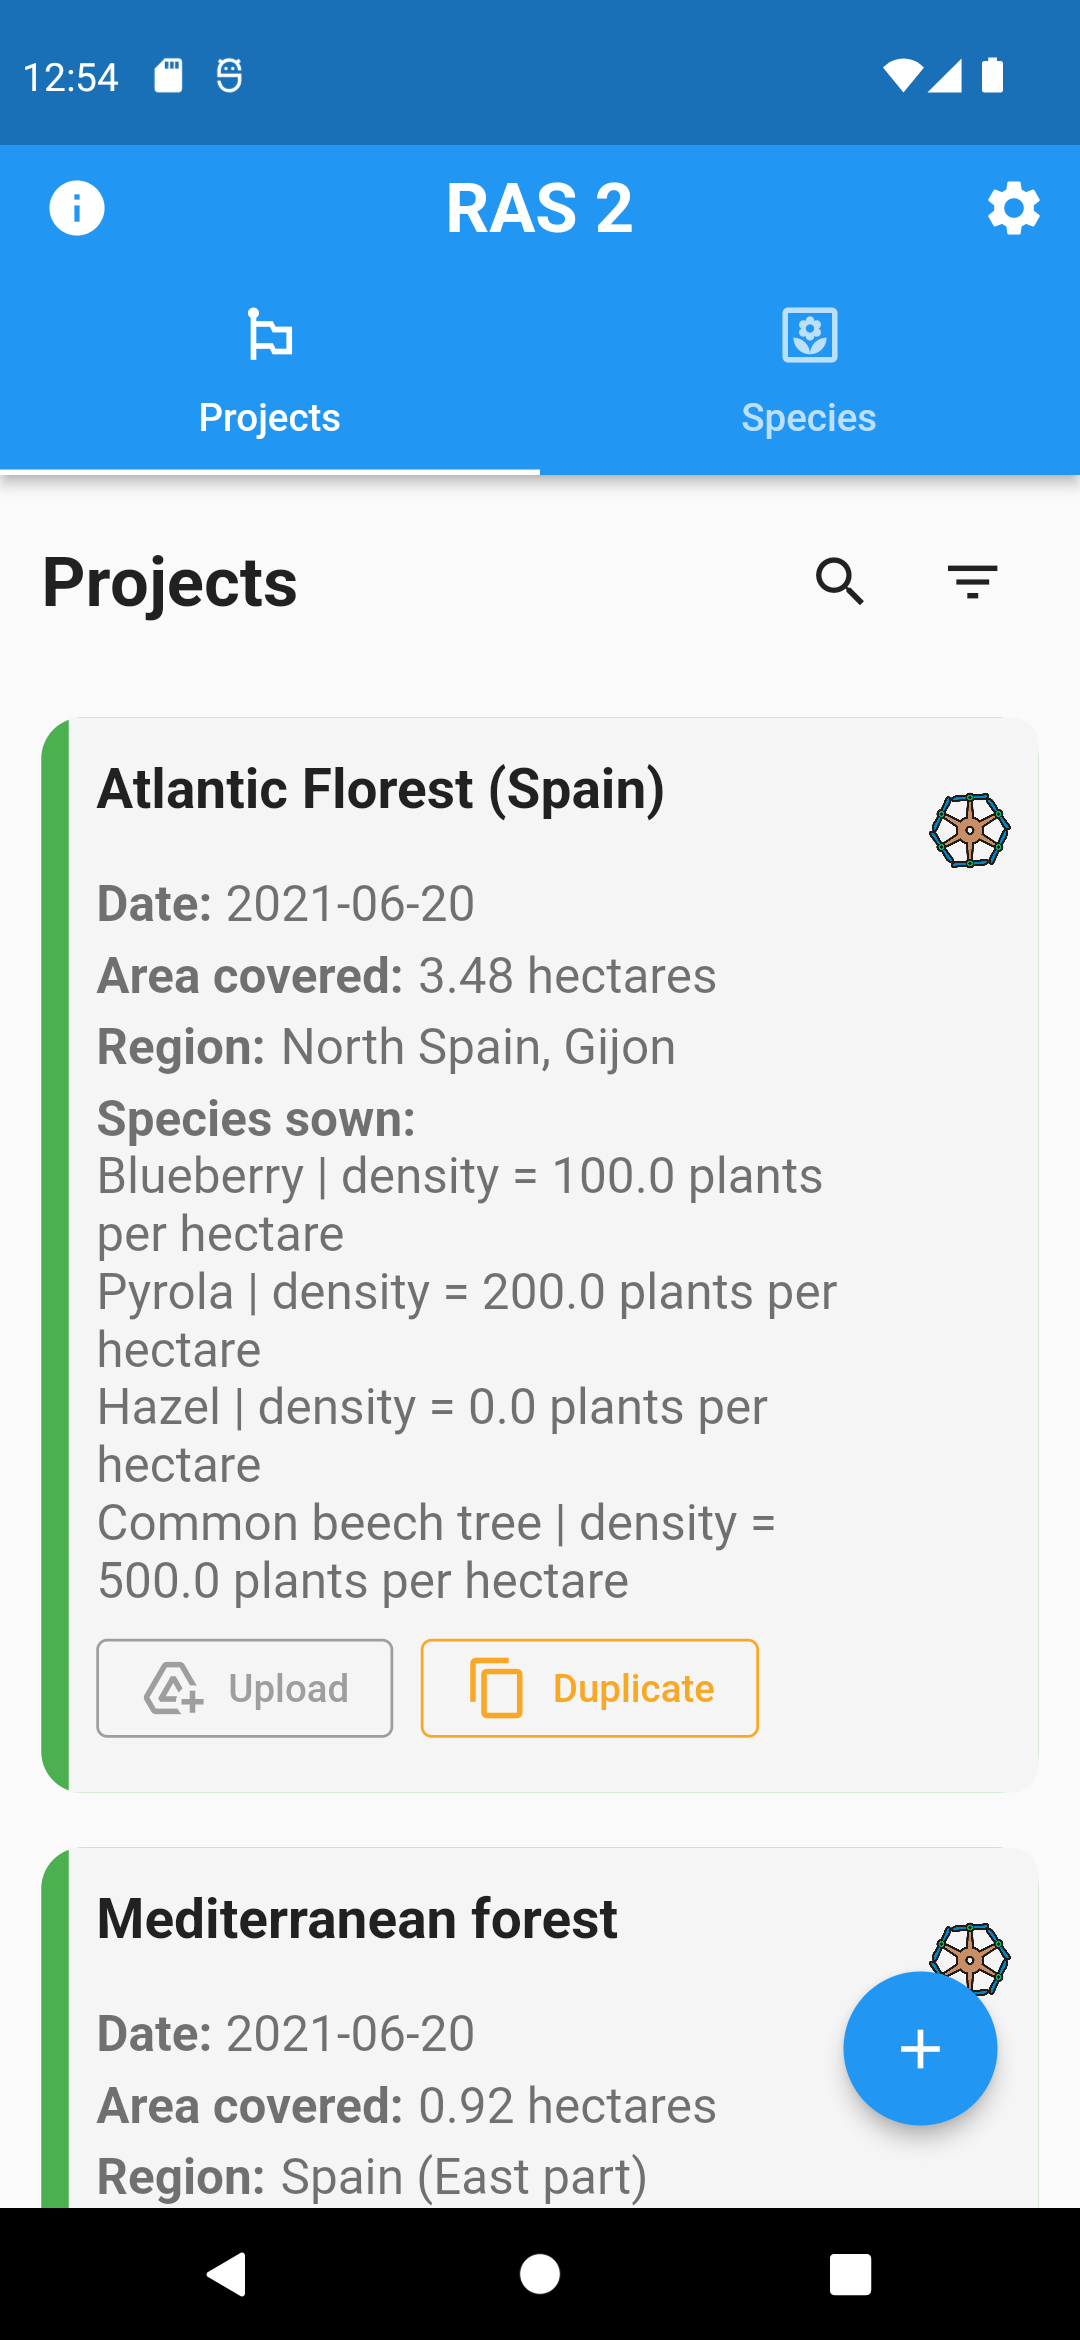 12:54
RAS 2
Projects
Species
Projects
Atlantic Florest (Spain)
Date: 2021-06-20
Area covered: 3.48 hectares
Region: North Spain, Gijon
Species sown:
Blueberry | density = 100.0 plants
per hectare
Pyrola | density = 200.0 plants per
hectare
Hazel | density = 0.0 plants per
hectare
Common beech tree | density =
500.0 plants per hectare
Upload
Duplicate
Mediterranean forest
Date: 2021-06-20
Area covered: 0.92 hectares
Region: Spain (East part)